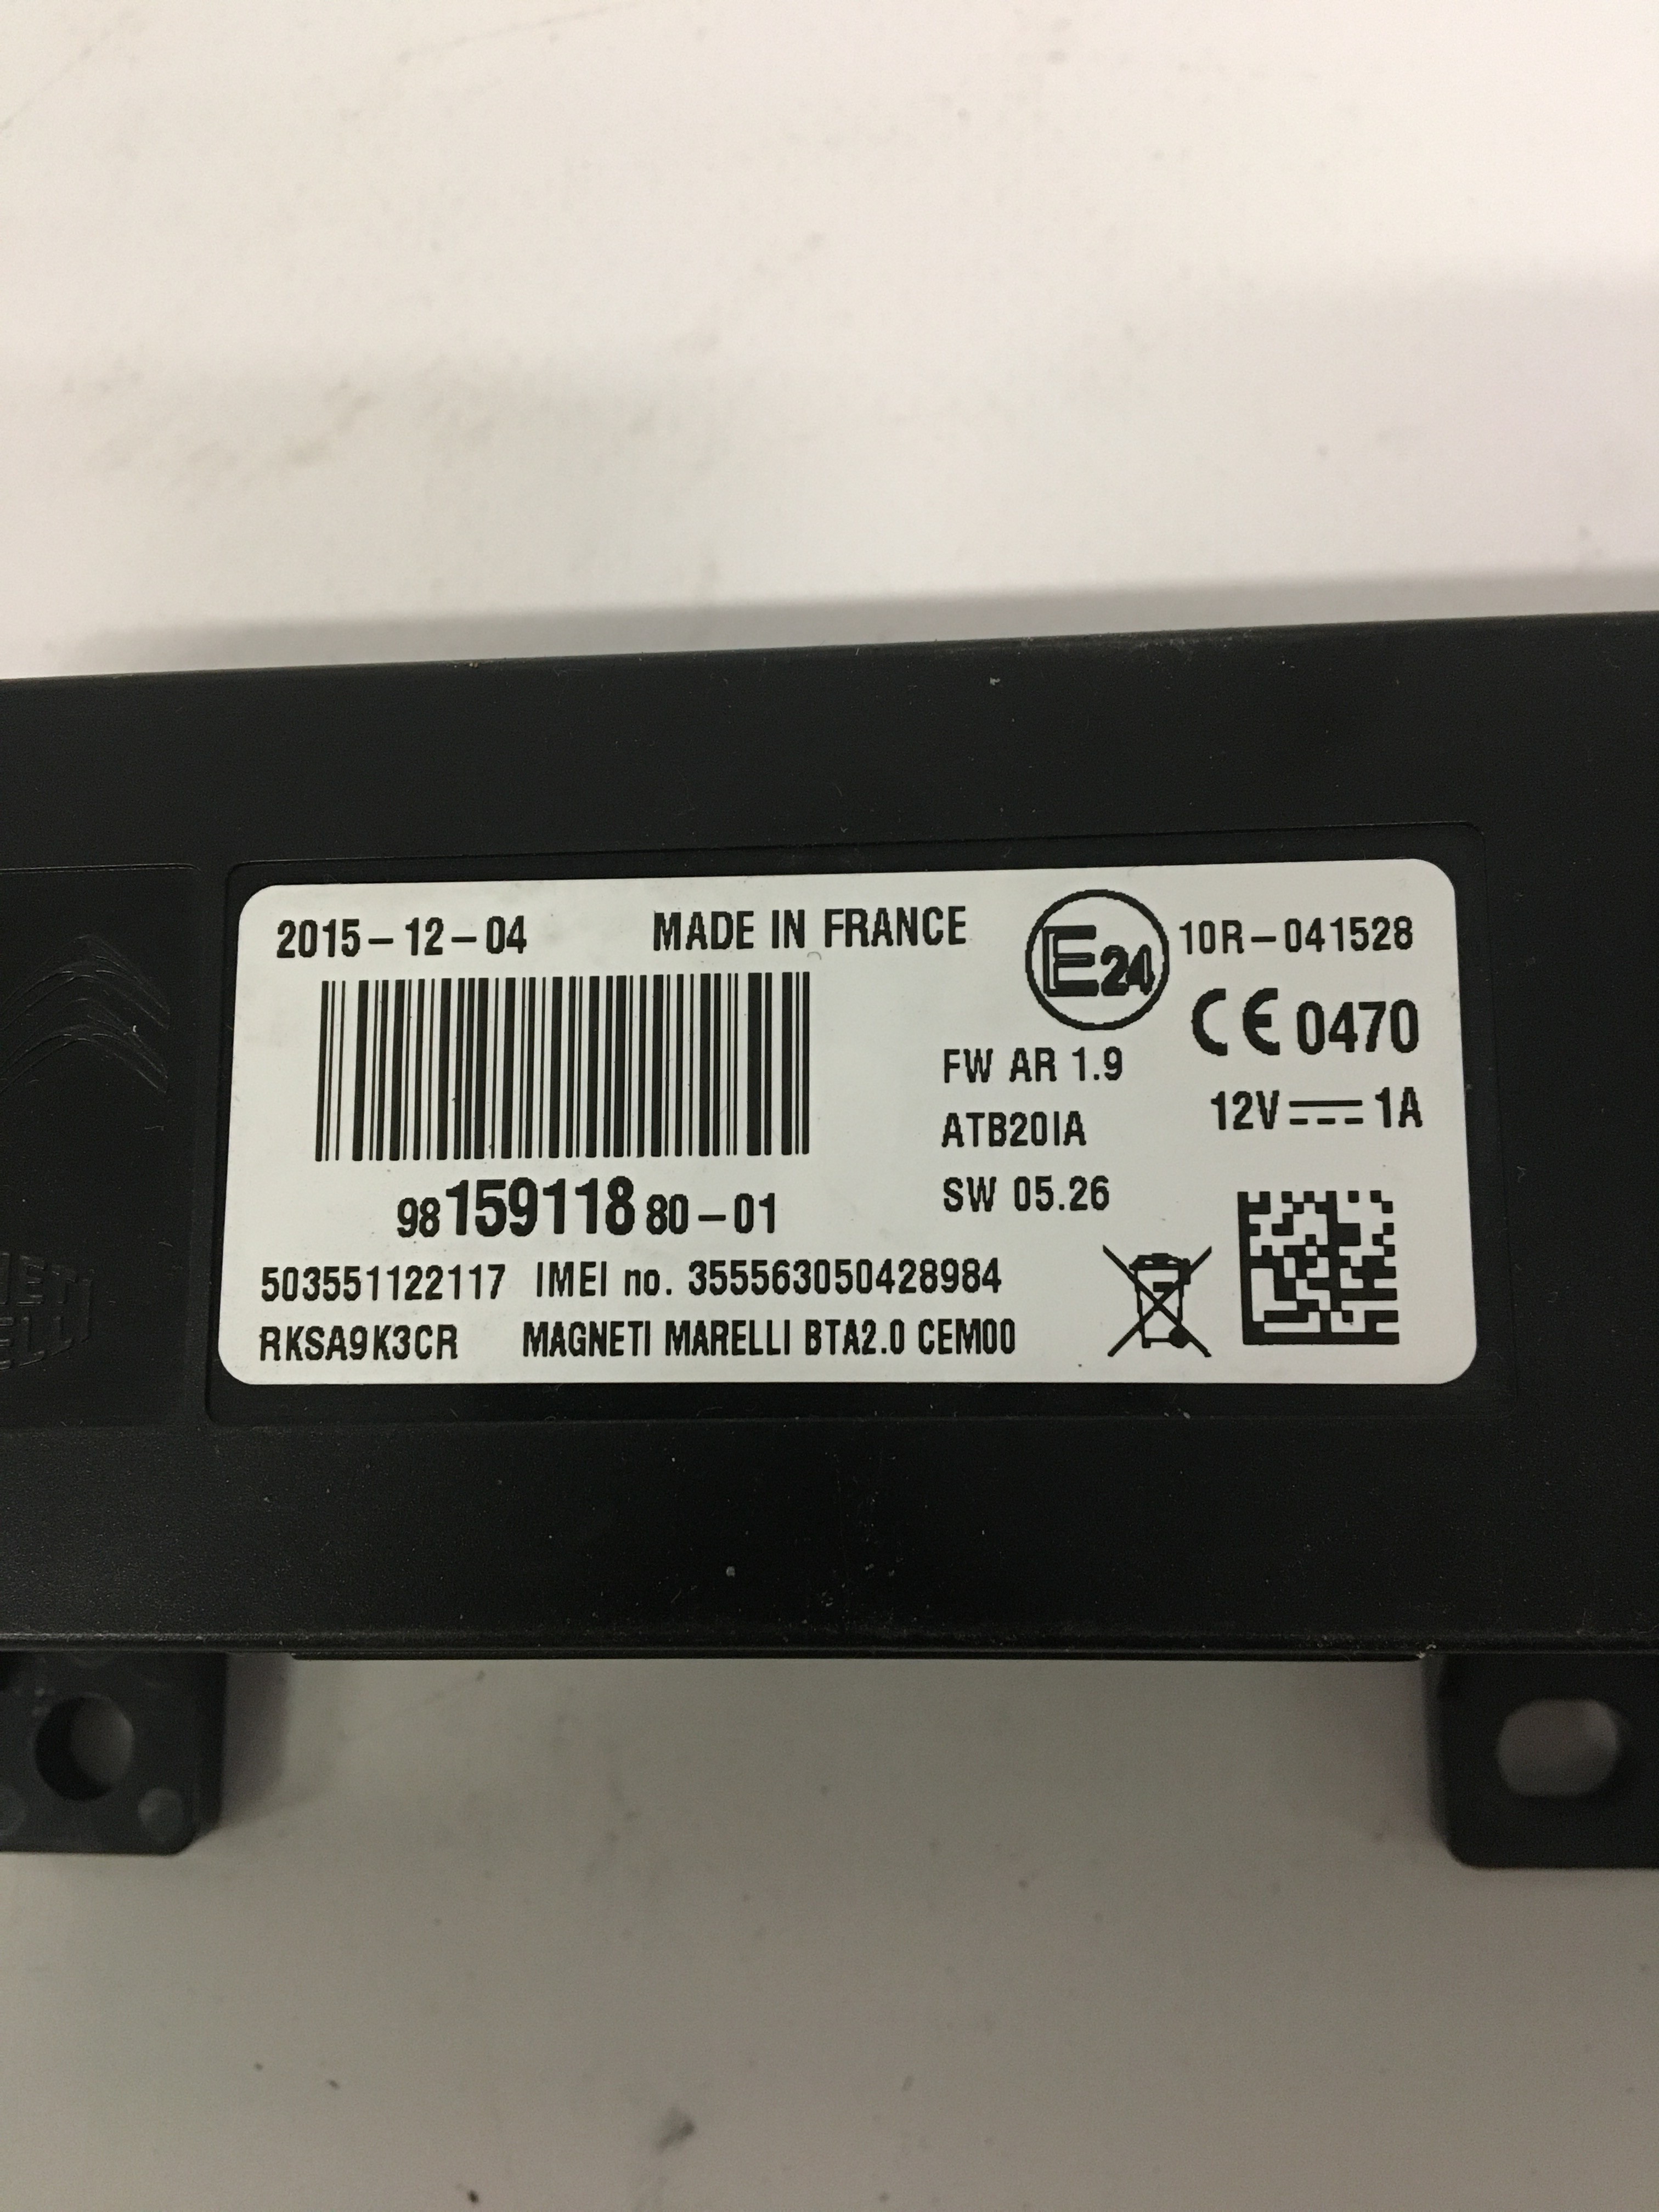 2015-12-04 MADE IN FRANCE E24 10R-041528
CE 0470
FW AR 1.9
12V 1A
ATB20IA
9815911880-01 SW 05.26
503551122117 IMEI no. 355563050428984
RKSA9K3CR MAGNETI MARELLI BTA2.0 CEM00